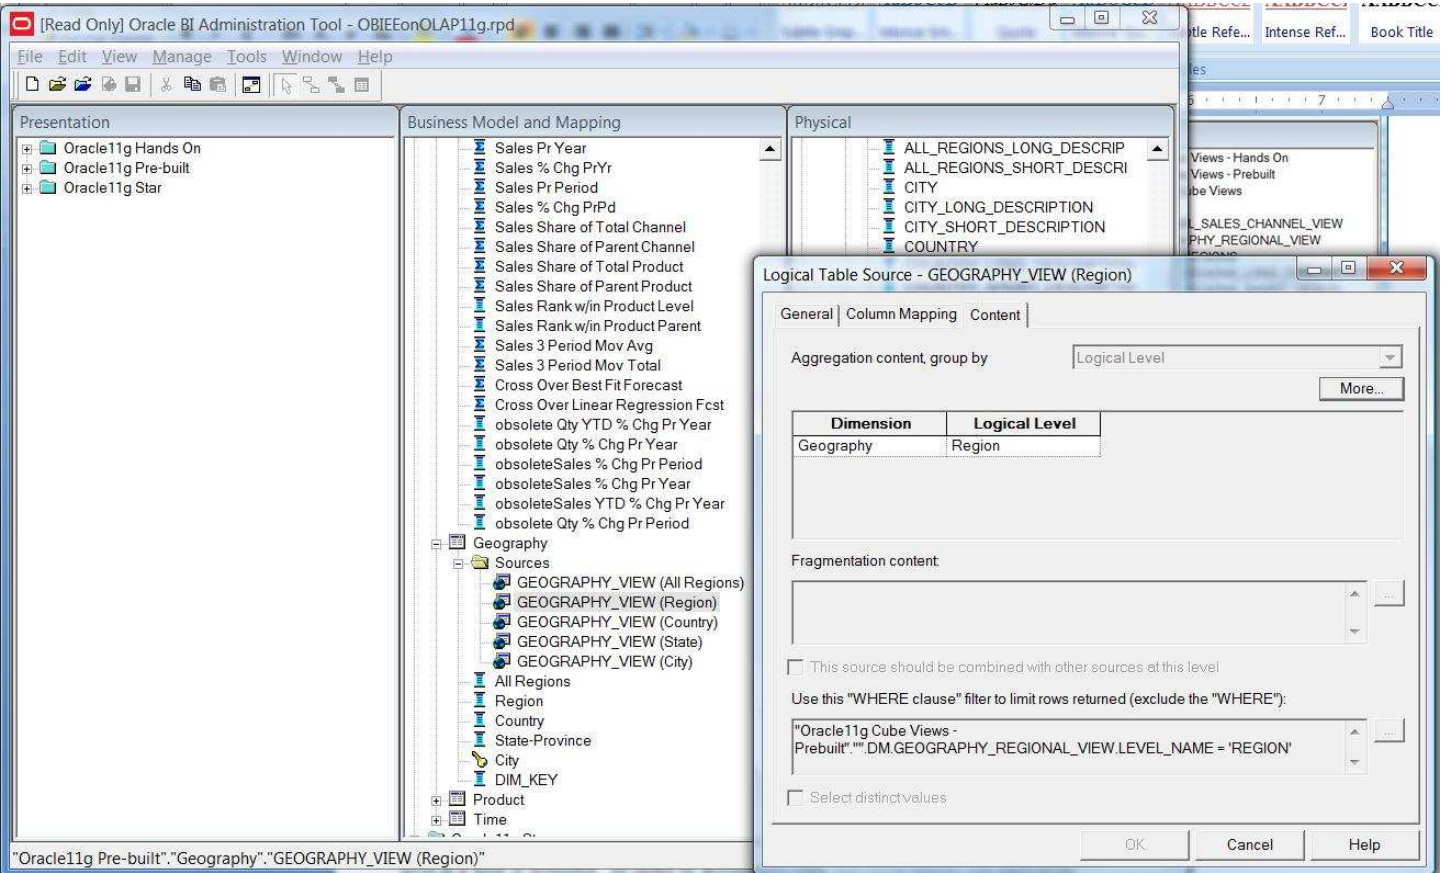 [Read Only] Oracle BI Administration Tool - OBIEEonOLAP11g.rpd
File Edit View Manage Tools Window Help
Presentation
Oracle11g Hands On
Oracle11g Pre-built
Oracle11g Star
Business Model and Mapping
Sales Pr Year
Sales % Chg PrYr
Sales Pr Period
Sales % Chg PrPd
Sales Share of Total Channel
Sales Share of Parent Channel
Sales Share of Total Product
Sales Share of Parent Product
Sales Rank w/in Product Level
Sales Rank w/in Product Parent
Sales 3 Period Mov Avg
Sales 3 Period Mov Total
Cross Over Best Fit Forecast
Cross Over Linear Regression Fcst
obsolete Qty YTD % Chg Pr Year
obsolete Qty % Chg Pr Year
obsoleteSales % Chg Pr Period
obsoleteSales % Chg Pr Year
obsoleteSales YTD % Chg Pr Year
obsolete Qty % Chg Pr Period
Geography
Sources
GEOGRAPHY_VIEW (All Regions)
GEOGRAPHY_VIEW (Region)
GEOGRAPHY_VIEW (Country)
GEOGRAPHY_VIEW (State)
GEOGRAPHY_VIEW (City)
All Regions
Region
Country
State-Province
City
DIM_KEY
Product
Time
Physical
ALL_REGIONS_LONG_DESCRIP
ALL_REGIONS_SHORT_DESCRI
CITY
CITY_LONG_DESCRIPTION
CITY_SHORT_DESCRIPTION
COUNTRY
tle Refe... Intense Ref... Book Title
les
7
Views - Hands On
Views - Prebuilt
ube Views
L_SALES_CHANNEL_VIEW
PHY_REGIONAL_VIEW
Logical Table Source - GEOGRAPHY_VIEW (Region)
General Column Mapping Content
Aggregation content, group by Logical Level
More...
Dimension Logical Level
Geography Region
Fragmentation content:
...
This source should be combined with other sources at this level
Use this "WHERE clause" filter to limit rows returned (exclude the "WHERE"):
"Oracle11g Cube Views -
Prebuilt"."".DM.GEOGRAPHY_REGIONAL_VIEW.LEVEL_NAME = 'REGION'
...
Select distinct values
OK Cancel Help
"Oracle11g Pre-built"."Geography"."GEOGRAPHY_VIEW (Region)"